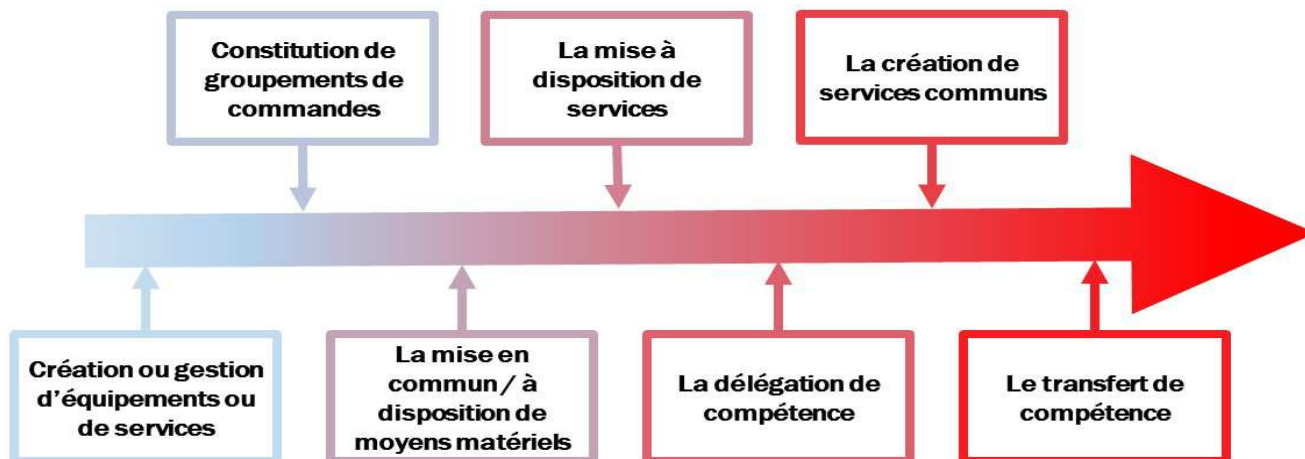 Constitution de
groupements de
commandes
La mise à
disposition de
services
La création de
services communs
Création ou gestion
d'équipements ou
de services
La mise en
commun / à
disposition de
moyens matériels
La délégation de
compétence
Le transfert de
compétence